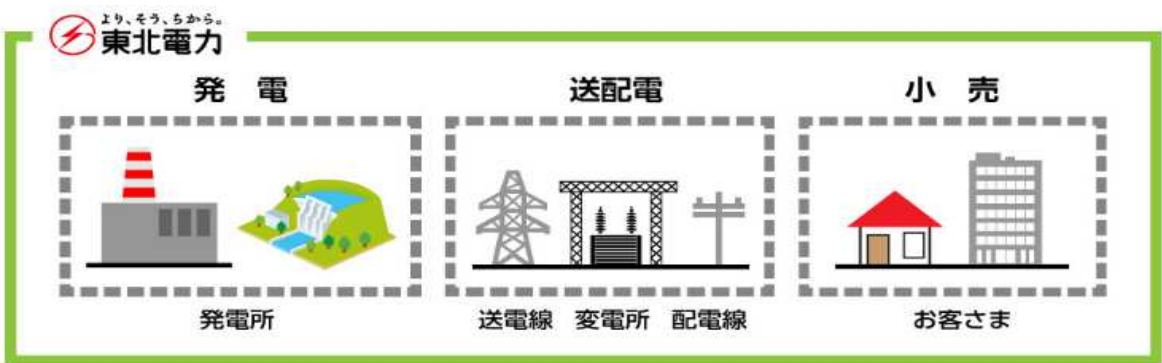 より、そう、ちから。
東北電力
発電
送配電
小売
発電所
送電線 変電所 配電線
お客さま